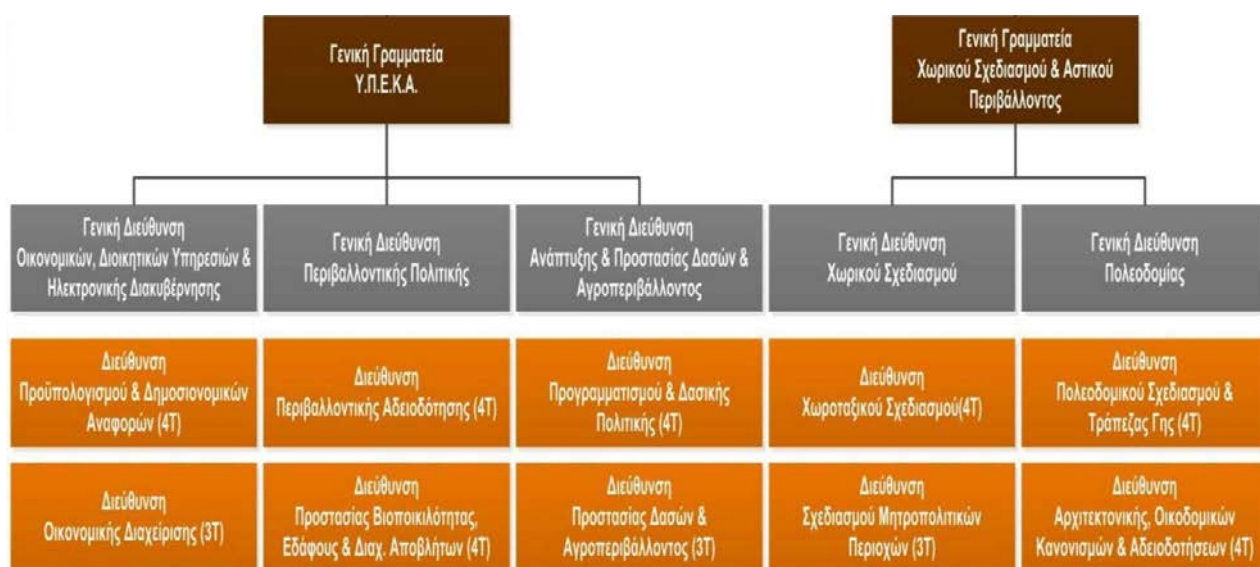 Γενική Γραμματεία
Υ.Π.Ε.Κ.Α.
Γενική Γραμματεία
Χωρικού Σχεδιασμού & Αστικού
Περιβάλλοντος
Γενική Διεύθυνση
Οικονομικών, Διοικητικών Υπηρεσιών &
Ηλεκτρονικής Διακυβέρνησης
Γενική Διεύθυνση
Περιβαλλοντικής Πολιτικής
Γενική Διεύθυνση
Ανάπτυξης & Προστασίας Δασών &
Αγροπεριβάλλοντος
Γενική Διεύθυνση
Χωρικού Σχεδιασμού
Γενική Διεύθυνση
Πολεοδομίας
Διεύθυνση
Προϋπολογισμού & Δημοσιονομικών
Αναφορών (4Τ)
Διεύθυνση
Περιβαλλοντικής Αδειοδότησης (4Τ)
Διεύθυνση
Προγραμματισμού & Δασικής
Πολιτικής (4Τ)
Διεύθυνση
Χωροταξικού Σχεδιασμού(4Τ)
Διεύθυνση
Πολεοδομικού Σχεδιασμού &
Τράπεζας Γης (4Τ)
Διεύθυνση
Οικονομικής Διαχείρισης (3Τ)
Διεύθυνση
Προστασίας Βιοποικιλότητας,
Εδάφους & Διαχ. Αποβλήτων (4Τ)
Διεύθυνση
Προστασίας Δασών &
Αγροπεριβάλλοντος (3Τ)
Διεύθυνση
Σχεδιασμού Μητροπολιτικών
Περιοχών (3Τ)
Διεύθυνση
Αρχιτεκτονικής, Οικοδομικών
Κανονισμών & Αδειοδοτήσεων (4Τ)